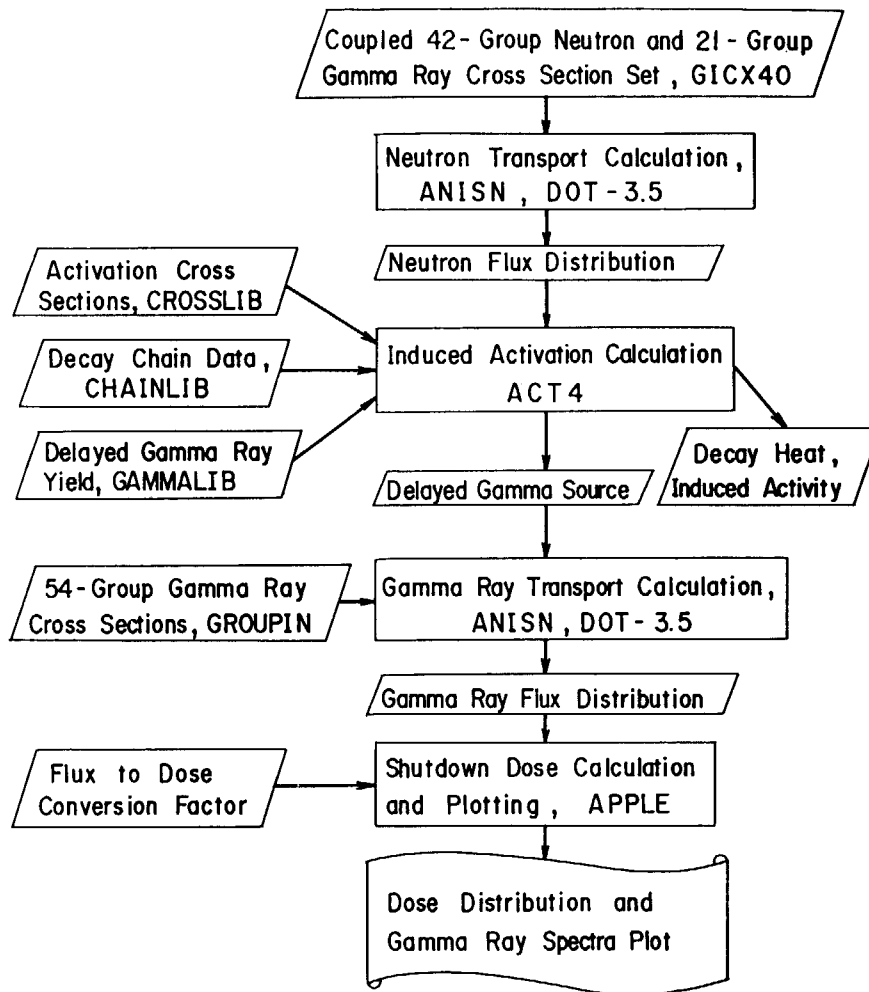 Coupled 42-Group Neutron and 21-Group
Gamma Ray Cross Section Set, GICX40
Neutron Transport Calculation,
ANISN, DOT-3.5
Neutron Flux Distribution
Activation Cross
Sections, CROSSLIB
Decay Chain Data,
CHAINLIB
Delayed Gamma Ray
Yield, GAMMALIB
Induced Activation Calculation
ACT4
Decay Heat,
Induced Activity
Delayed Gamma Source
54-Group Gamma Ray
Cross Sections, GROUPIN
Gamma Ray Transport Calculation,
ANISN, DOT-3.5
Gamma Ray Flux Distribution
Flux to Dose
Conversion Factor
Shutdown Dose Calculation
and Plotting, APPLE
Dose Distribution and
Gamma Ray Spectra Plot